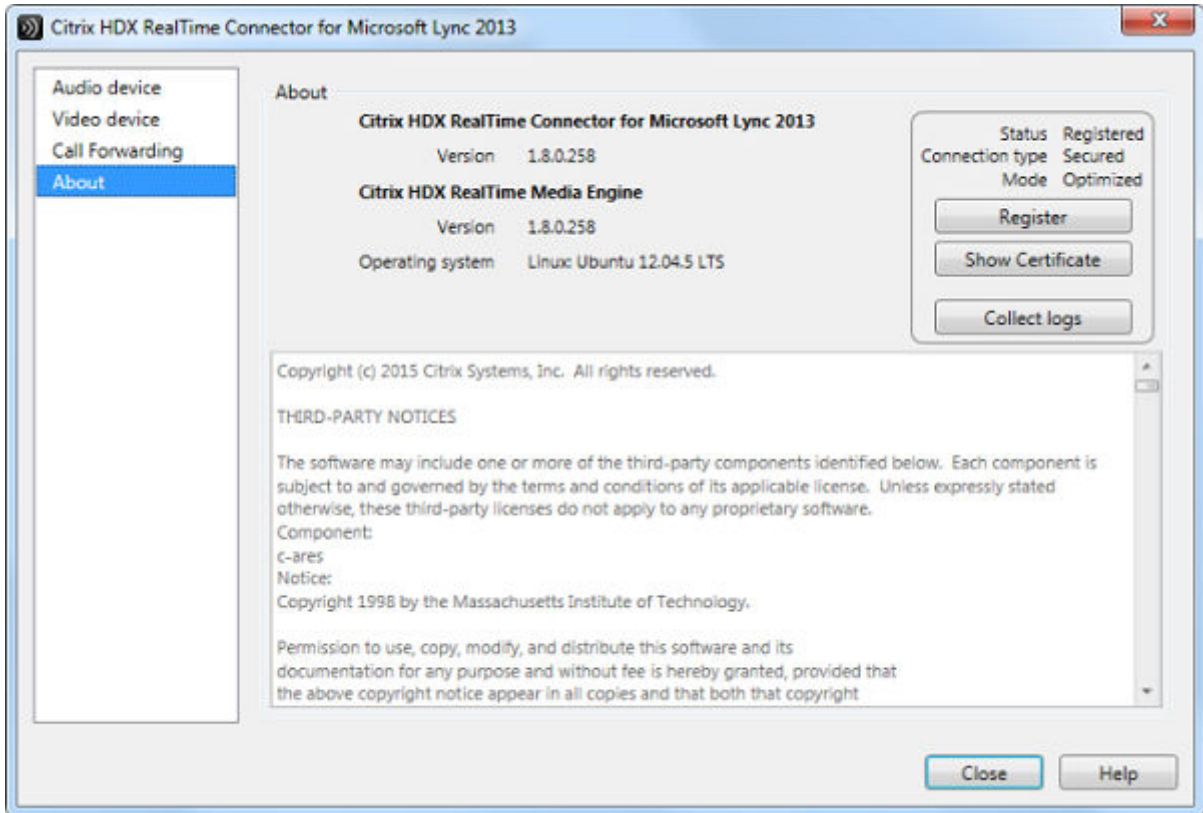 Citrix HDX RealTime Connector for Microsoft Lync 2013
Audio device
Video device
Call Forwarding
About
About
Citrix HDX RealTime Connector for Microsoft Lync 2013
Version 1.8.0.258
Citrix HDX RealTime Media Engine
Version 1.8.0.258
Operating system Linux: Ubuntu 12.04.5 LTS
Status Registered
Connection type Secured
Mode Optimized
Register
Show Certificate
Collect logs
Copyright (c) 2015 Citrix Systems, Inc. All rights reserved.
THIRD-PARTY NOTICES
The software may include one or more of the third-party components identified below. Each component is
subject to and governed by the terms and conditions of its applicable license. Unless expressly stated
otherwise, these third-party licenses do not apply to any proprietary software.
Component:
c-ares
Notice:
Copyright 1998 by the Massachusetts Institute of Technology.
Permission to use, copy, modify, and distribute this software and its
documentation for any purpose and without fee is hereby granted, provided that
the above copyright notice appear in all copies and that both that copyright
Close
Help